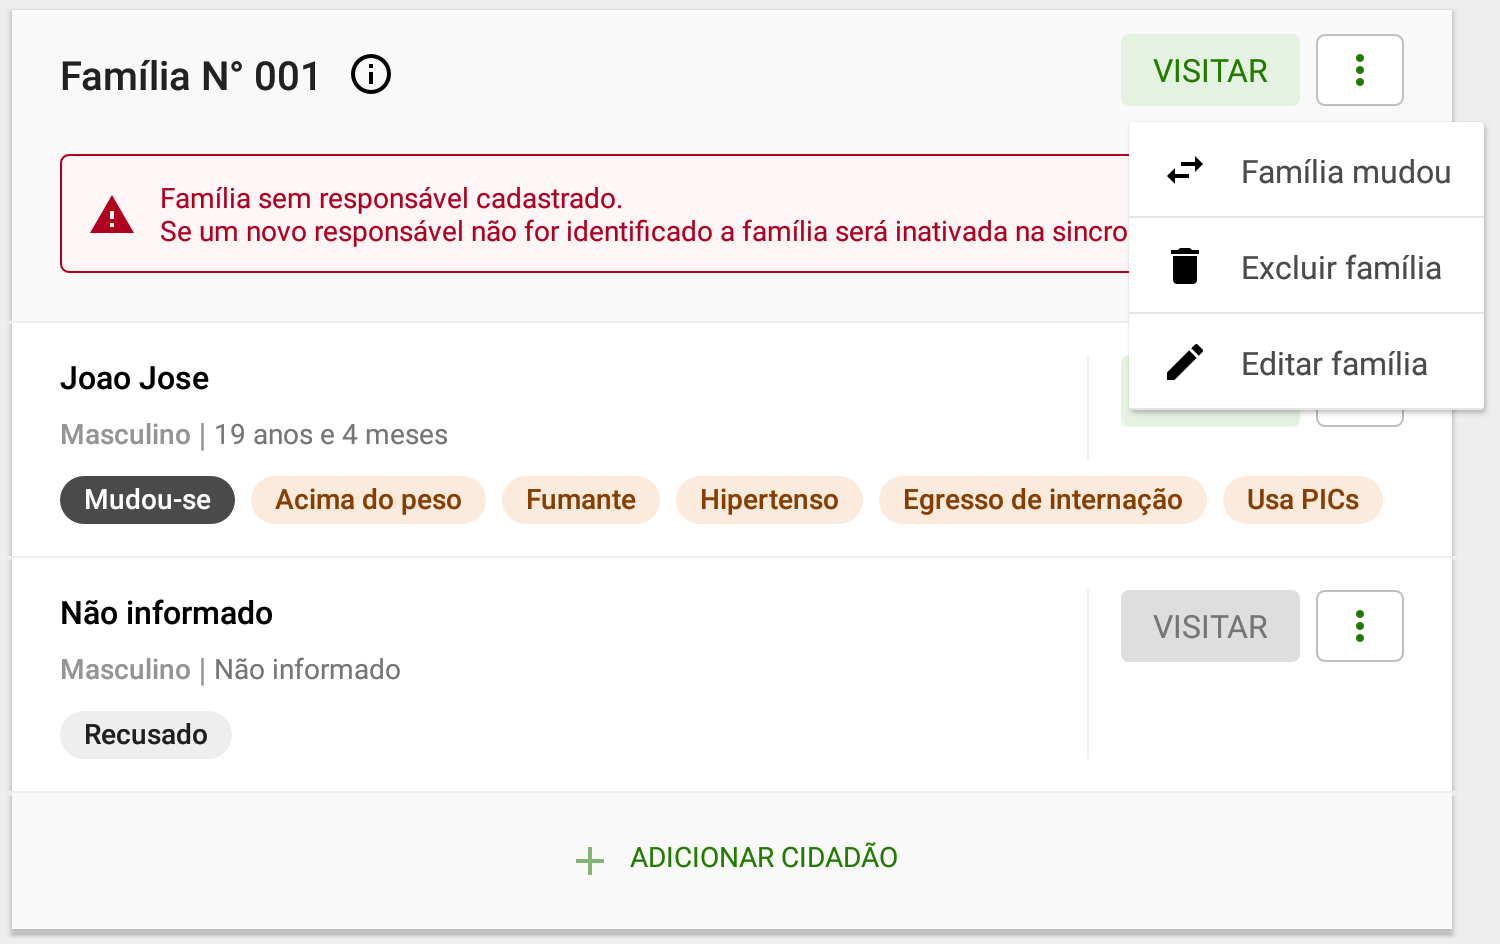 Família N° 001
VISITAR
Família mudou
Excluir família
Editar família
Família sem responsável cadastrado.
Se um novo responsável não for identificado a família será inativada na sincro
Joao Jose
Masculino | 19 anos e 4 meses
Mudou-se Acima do peso Fumante Hipertenso Egresso de internação Usa PICs
Não informado
VISITAR
Masculino | Não informado
Recusado
ADICIONAR CIDADÃO